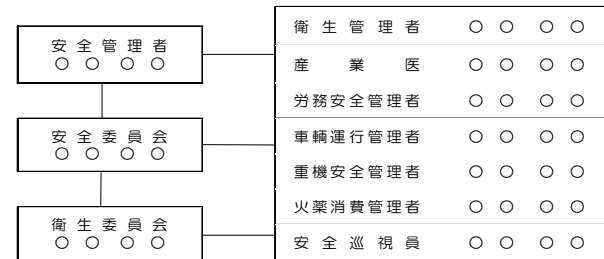 安全管理者
○ ○ ○ ○
安全委員会
○ ○ ○ ○
衛生委員会
○ ○ ○ ○
衛生管理者 ○ ○ ○ ○
産業医 ○ ○ ○ ○
労務安全管理者 ○ ○ ○ ○
車輌運行管理者 ○ ○ ○ ○
重機安全管理者 ○ ○ ○ ○
火薬消費管理者 ○ ○ ○ ○
安全巡視員 ○ ○ ○ ○